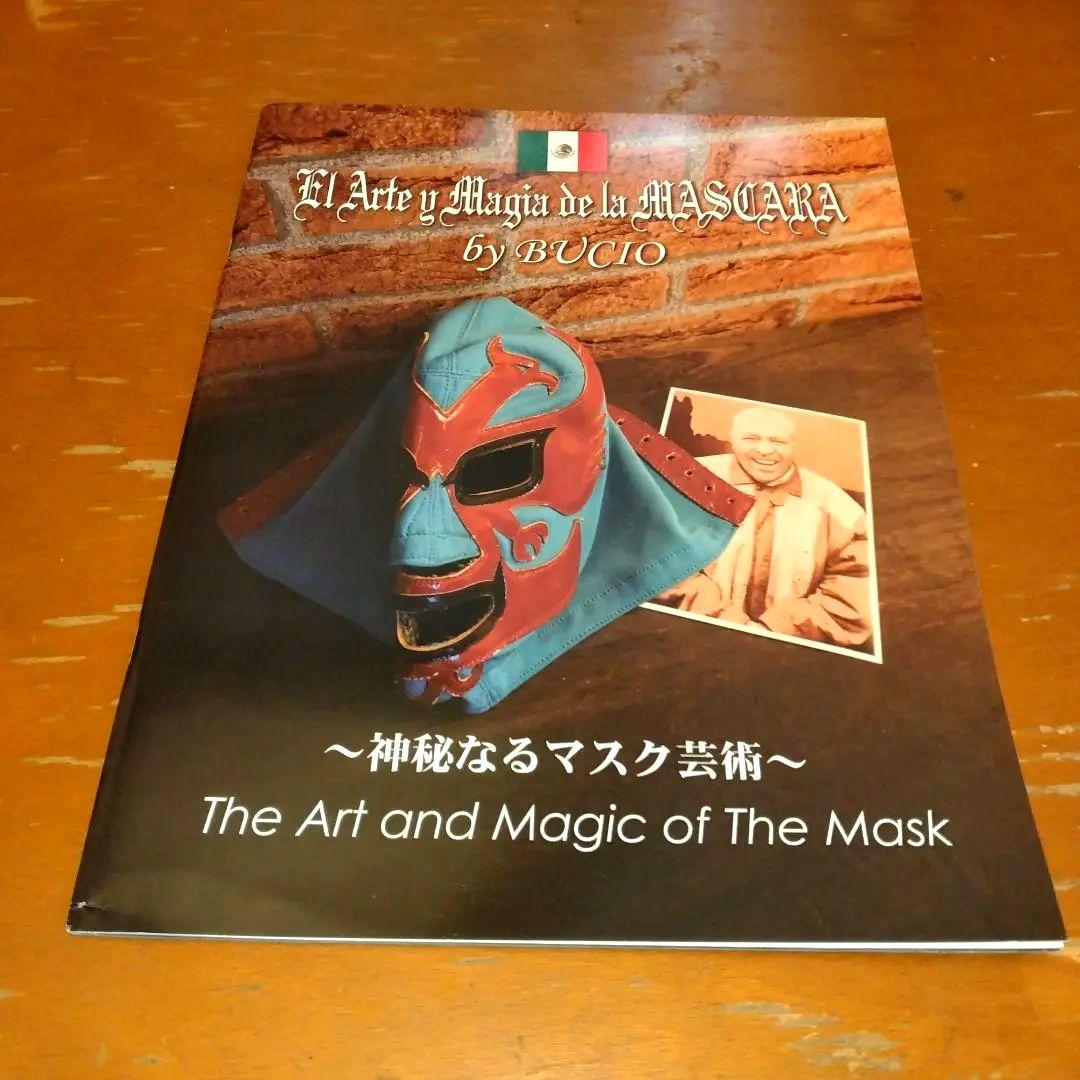 El Arte y Magia de la MASCARA
by BUCIO
～神秘なるマスク芸術～
The Art and Magic of The Mask